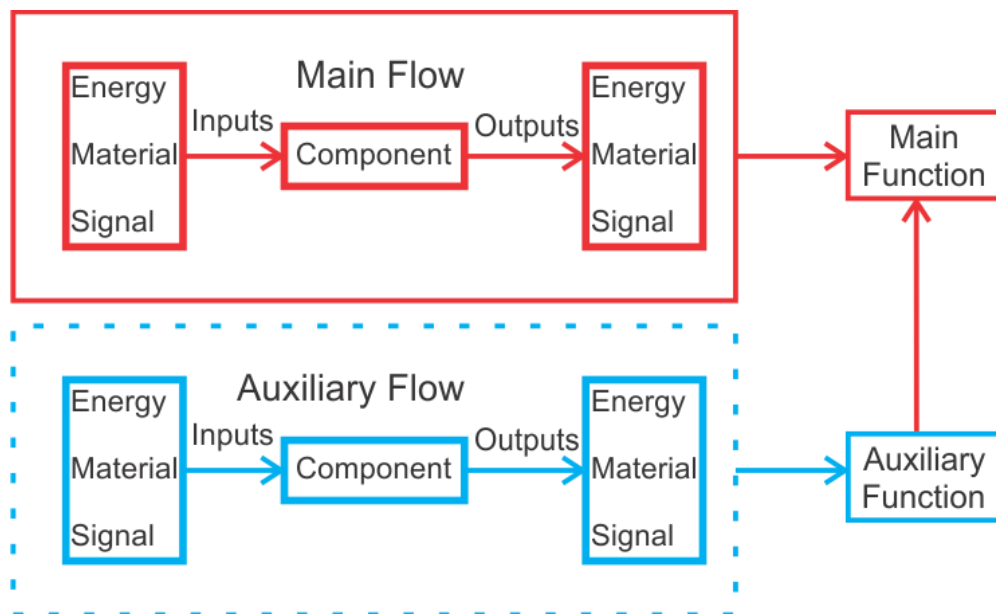 Main Flow
Energy
Material
Signal
Inputs
Component
Outputs
Energy
Material
Signal
Main
Function
Auxiliary Flow
Energy
Material
Signal
Inputs
Component
Outputs
Energy
Material
Signal
Auxiliary
Function